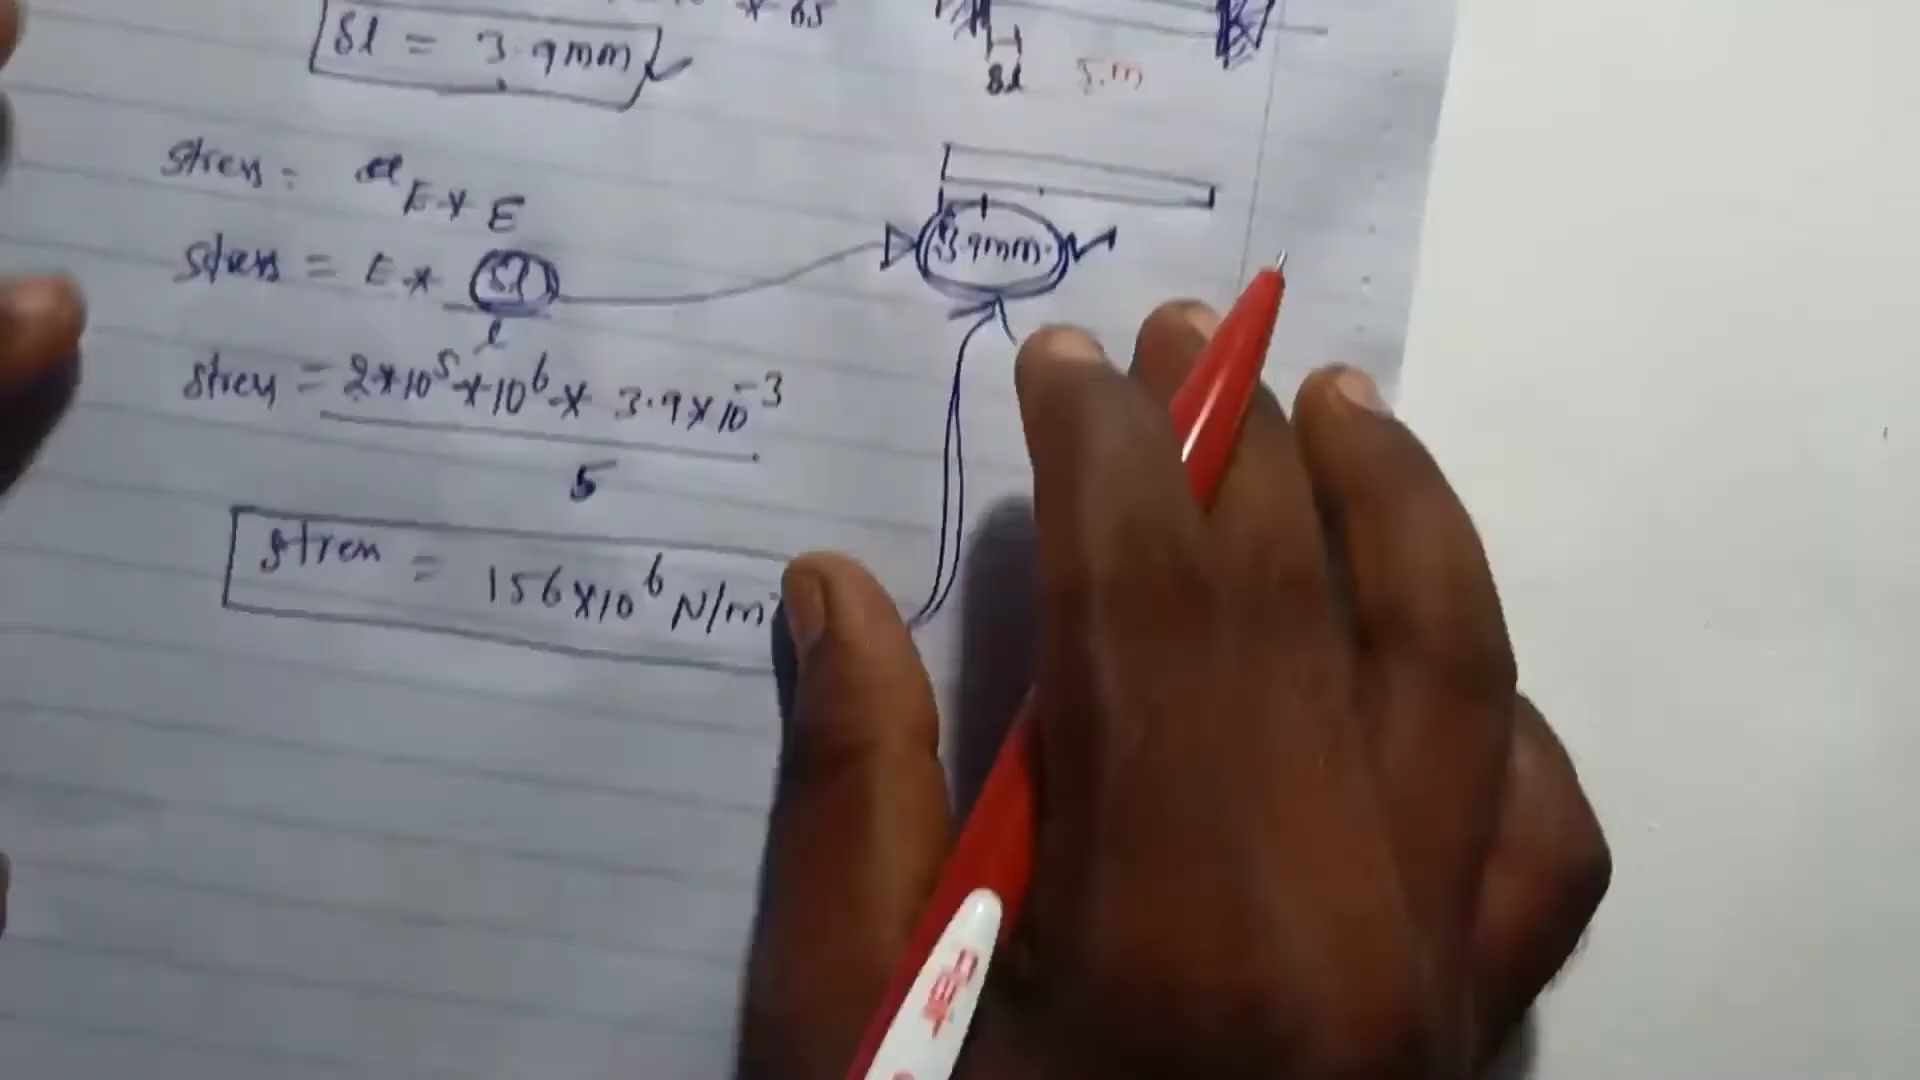 * 65
δl = 3.9mm
δl 5.m
stress = E * E
3.9mm
stress = E * δl
l
stress = 2*10^5 * 10^6 * 3.9*10^-3
5
stress = 156*10^6 N/m